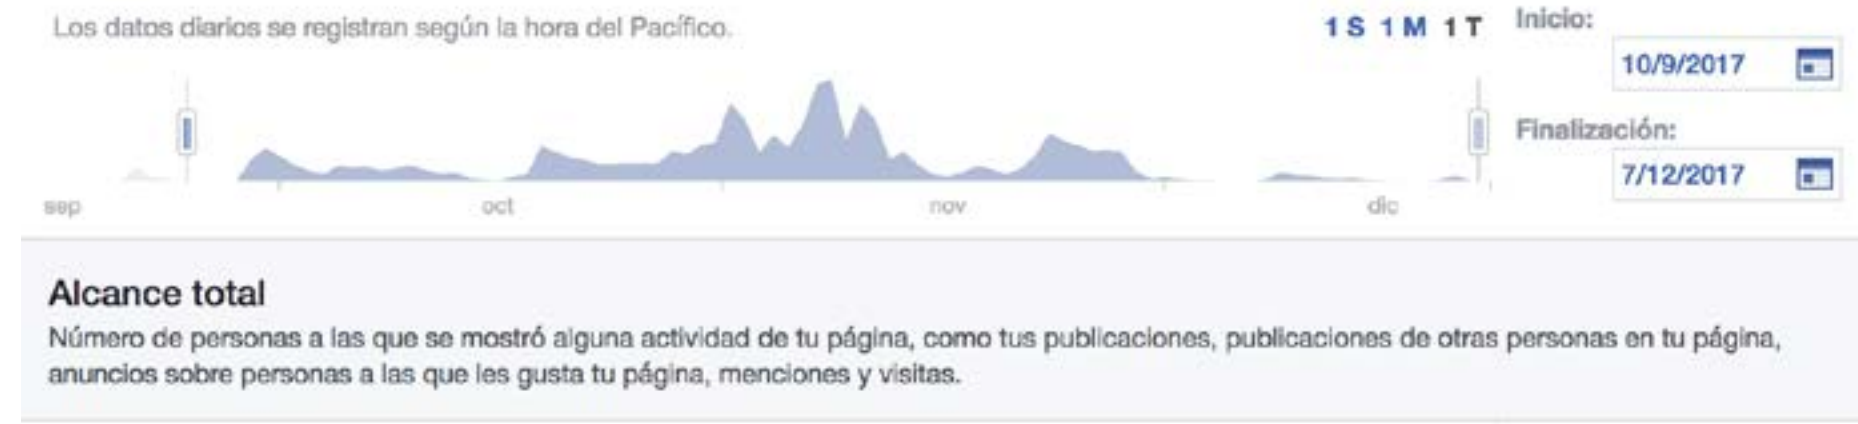 Los datos diarios se registran según la hora del Pacífico.
1 S 1 M 1 T
Inicio:
10/9/2017
Finalización:
7/12/2017
sep oct nov dic
Alcance total
Número de personas a las que se mostró alguna actividad de tu página, como tus publicaciones, publicaciones de otras personas en tu página,
anuncios sobre personas a las que les gusta tu página, menciones y visitas.